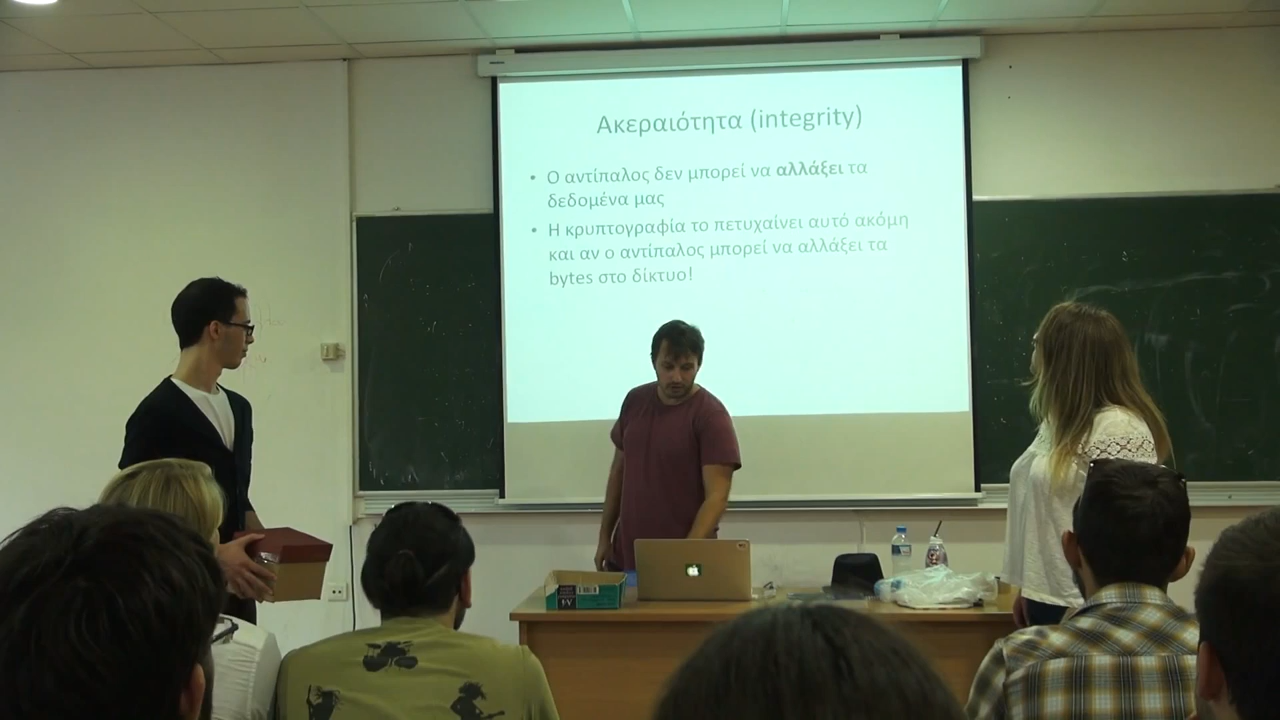 Ακεραιότητα (integrity)
• Ο αντίπαλος δεν μπορεί να αλλάξει τα
δεδομένα μας
• Η κρυπτογραφία το πετυχαίνει αυτό ακόμη
και αν ο αντίπαλος μπορεί να αλλάξει τα
bytes στο δίκτυο!